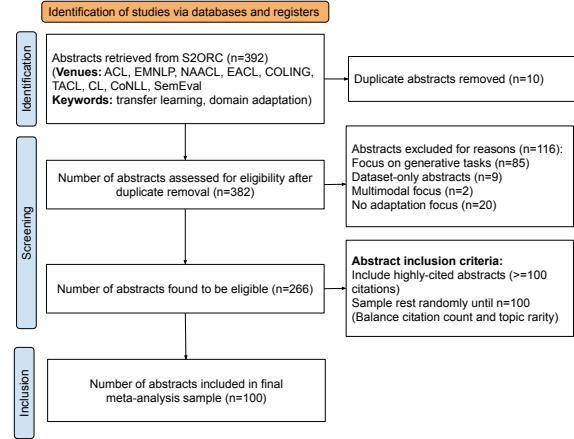 Identification of studies via databases and registers
Identification
Abstracts retrieved from S2ORC (n=392)
(Venues: ACL, EMNLP, NAACL, EACL, COLING,
TACL, CL, CoNLL, SemEval
Keywords: transfer learning, domain adaptation)
Duplicate abstracts removed (n=10)
Screening
Number of abstracts assessed for eligibility after
duplicate removal (n=382)
Abstracts excluded for reasons (n=116):
Focus on generative tasks (n=85)
Dataset-only abstracts (n=9)
Multimodal focus (n=2)
No adaptation focus (n=20)
Number of abstracts found to be eligible (n=266)
Abstract inclusion criteria:
Include highly-cited abstracts (>=100
citations)
Sample rest randomly until n=100
(Balance citation count and topic rarity)
Inclusion
Number of abstracts included in final
meta-analysis sample (n=100)